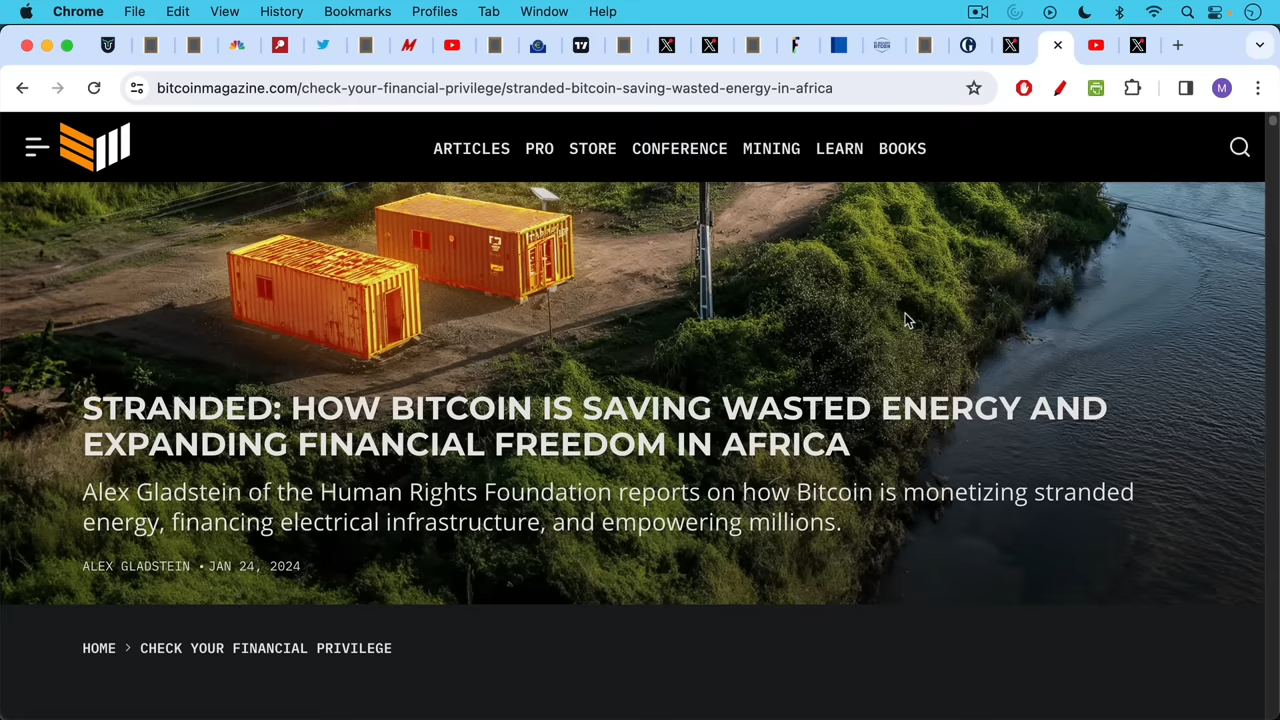 Chrome File Edit View History Bookmarks Profiles Tab Window Help
bitcoinmagazine.com/check-your-financial-privilege/stranded-bitcoin-saving-wasted-energy-in-africa
M
ARTICLES PRO STORE CONFERENCE MINING LEARN BOOKS
STRANDED: HOW BITCOIN IS SAVING WASTED ENERGY AND
EXPANDING FINANCIAL FREEDOM IN AFRICA
Alex Gladstein of the Human Rights Foundation reports on how Bitcoin is monetizing stranded
energy, financing electrical infrastructure, and empowering millions.
ALEX GLADSTEIN • JAN 24, 2024
HOME > CHECK YOUR FINANCIAL PRIVILEGE